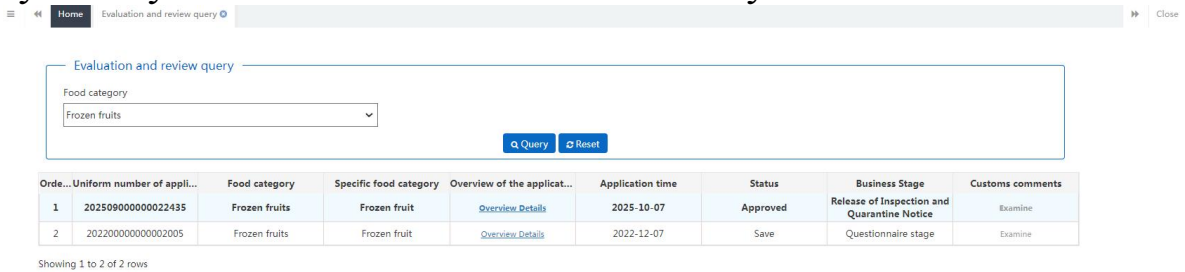 Home Evaluation and review query Close
Evaluation and review query
Food category
Frozen fruits
Query Reset
Orde... Uniform number of appli... Food category Specific food category Overview of the applicat... Application time Status Business Stage Customs comments
1 202509000000022435 Frozen fruits Frozen fruit Overview Details 2025-10-07 Approved Release of Inspection and Quarantine Notice Examine
2 202200000000002005 Frozen fruits Frozen fruit Overview Details 2022-12-07 Save Questionnaire stage Examine
Showing 1 to 2 of 2 rows